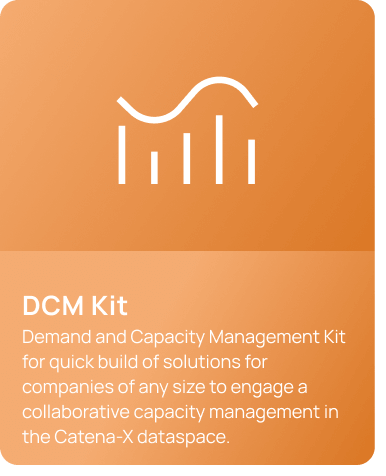 DCM Kit
Demand and Capacity Management Kit
for quick build of solutions for
companies of any size to engage a
collaborative capacity management in
the Catena-X dataspace.